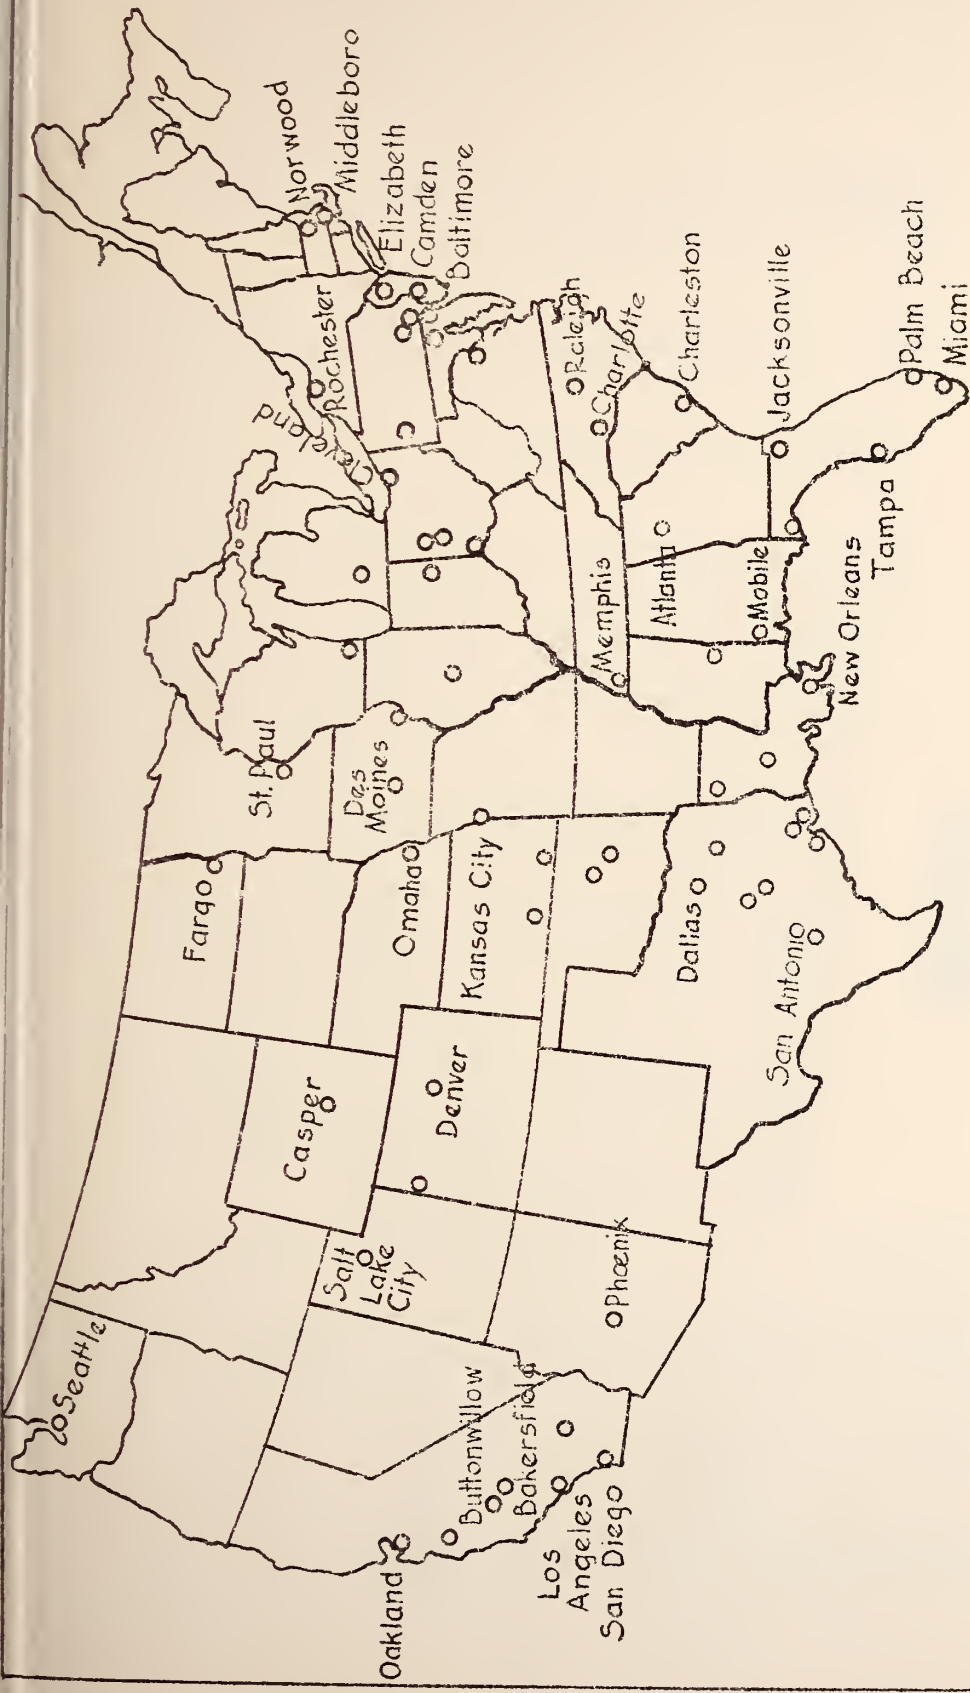 Seattle
Oakland
Buttonwillow
Bakersfield
Los
Angeles
San Diego
Salt
Lake
City
Phoenix
Casper
Denver
Fargo
Omaha
Kansas City
Dallas
San Antonio
St. Paul
Des
Moines
Memphis
Atlanta
Mobile
New Orleans
Tampa
Cleveland
Rochester
Norwood
Middleboro
Elizabeth
Camden
Baltimore
Raleigh
Charlotte
Charleston
Jacksonville
Palm Beach
Miami